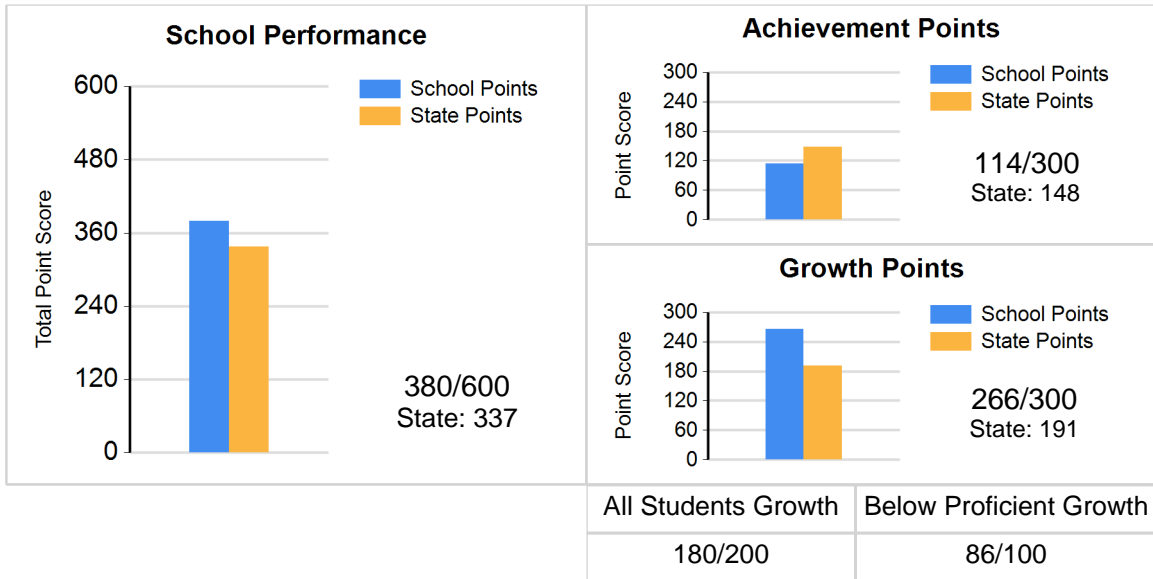 School Performance
School Points
State Points
Total Point Score
600
480
360
240
120
0
380/600
State: 337
Achievement Points
School Points
State Points
Point Score
300
240
180
120
60
0
114/300
State: 148
Growth Points
School Points
State Points
Point Score
300
240
180
120
60
0
266/300
State: 191
All Students Growth
Below Proficient Growth
180/200
86/100